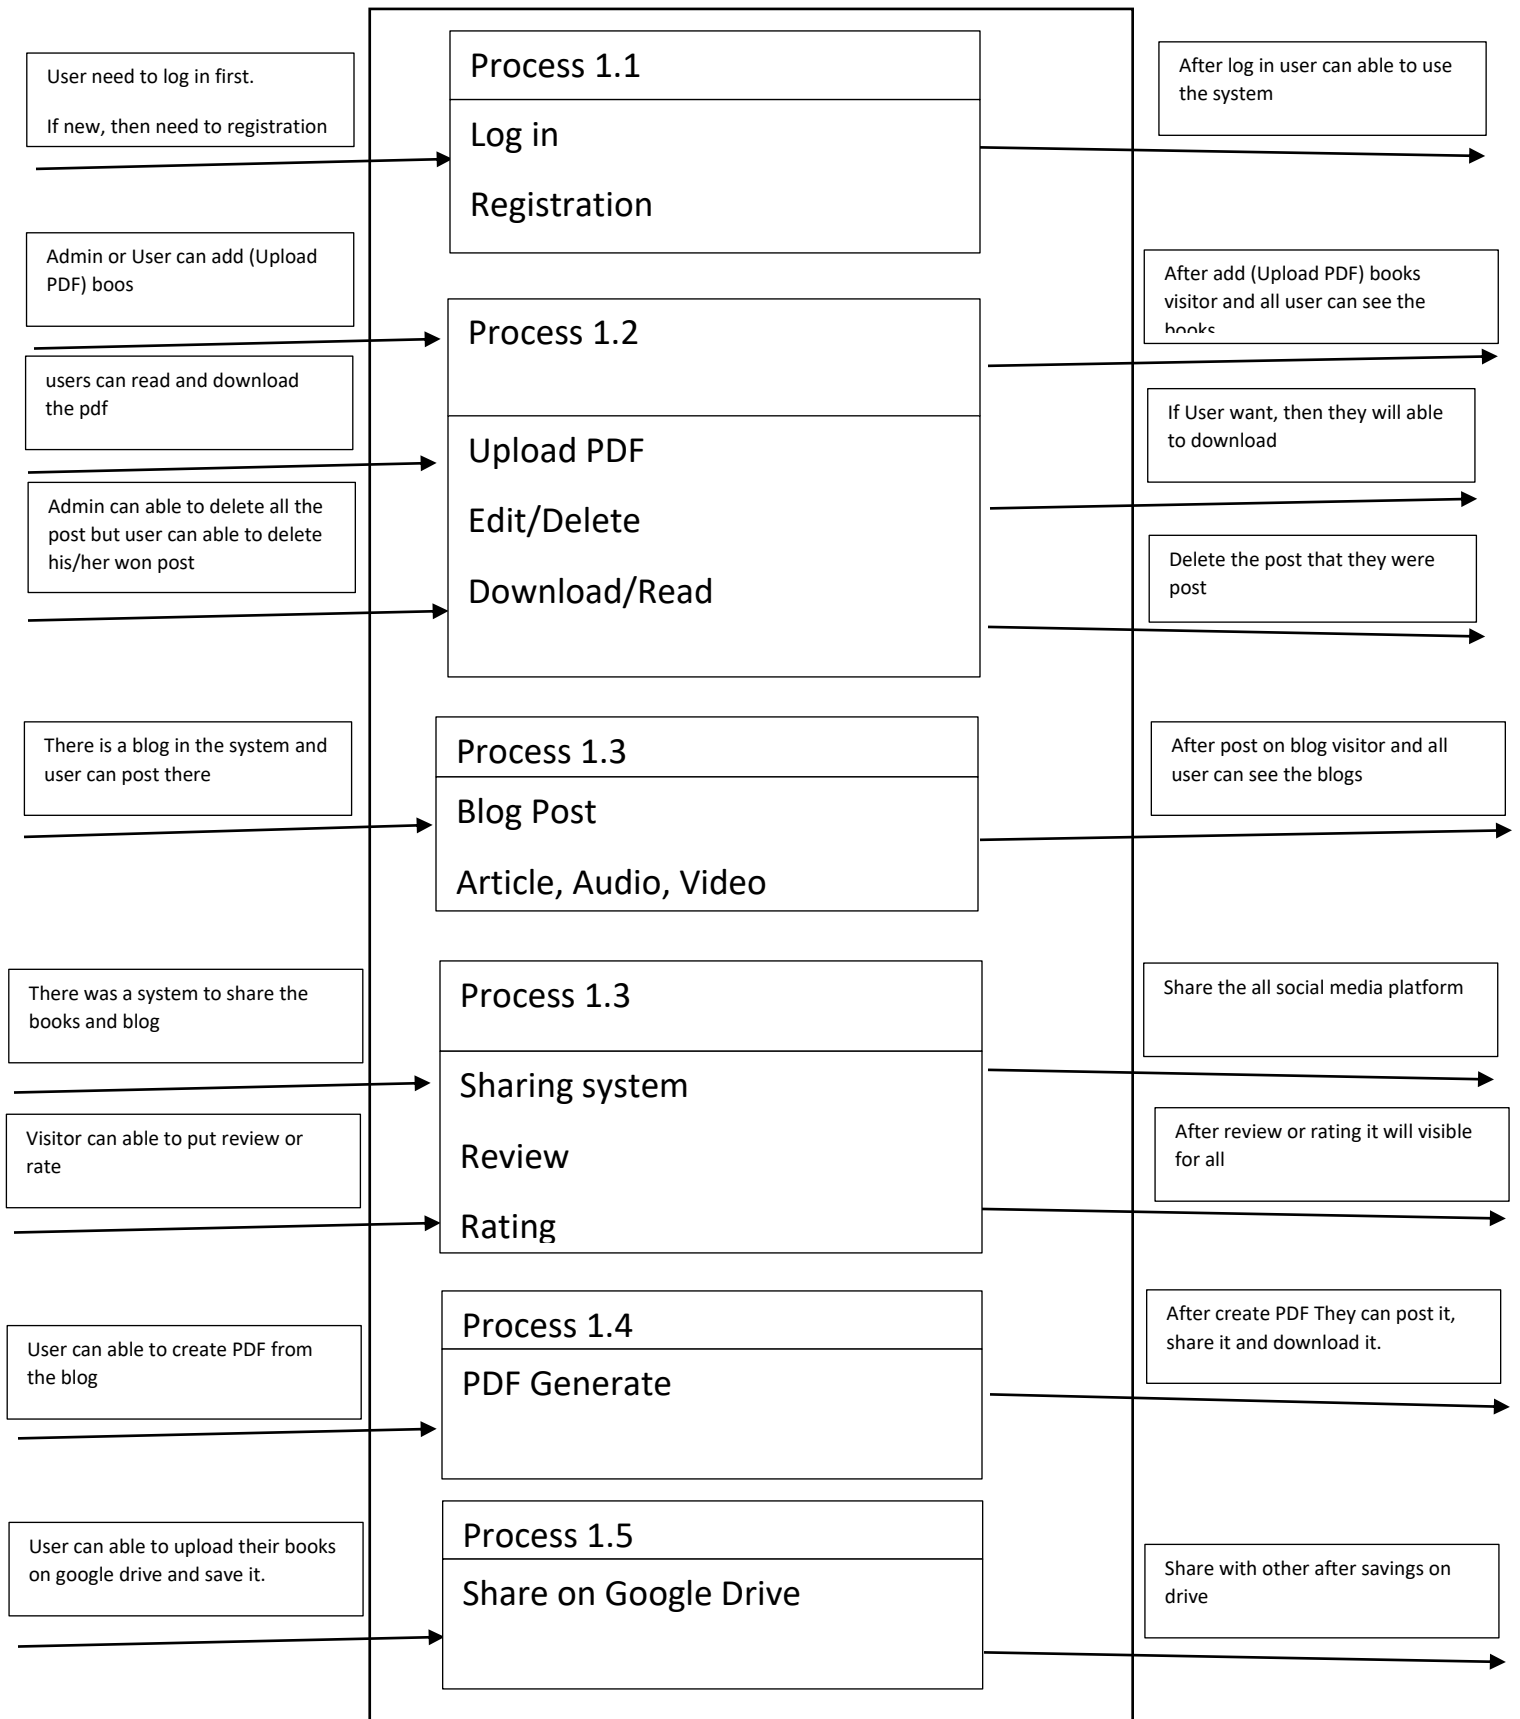 User need to log in first.
If new, then need to registration
Process 1.1
Log in
Registration
After log in user can able to use
the system
Admin or User can add (Upload
PDF) boos
users can read and download
the pdf
Admin can able to delete all the
post but user can able to delete
his/her won post
Process 1.2
Upload PDF
Edit/Delete
Download/Read
After add (Upload PDF) books
visitor and all user can see the
books
If User want, then they will able
to download
Delete the post that they were
post
There is a blog in the system and
user can post there
Process 1.3
Blog Post
Article, Audio, Video
After post on blog visitor and all
user can see the blogs
There was a system to share the
books and blog
Visitor can able to put review or
rate
Process 1.3
Sharing system
Review
Rating
Share the all social media platform
After review or rating it will visible
for all
User can able to create PDF from
the blog
Process 1.4
PDF Generate
After create PDF They can post it,
share it and download it.
User can able to upload their books
on google drive and save it.
Process 1.5
Share on Google Drive
Share with other after savings on
drive